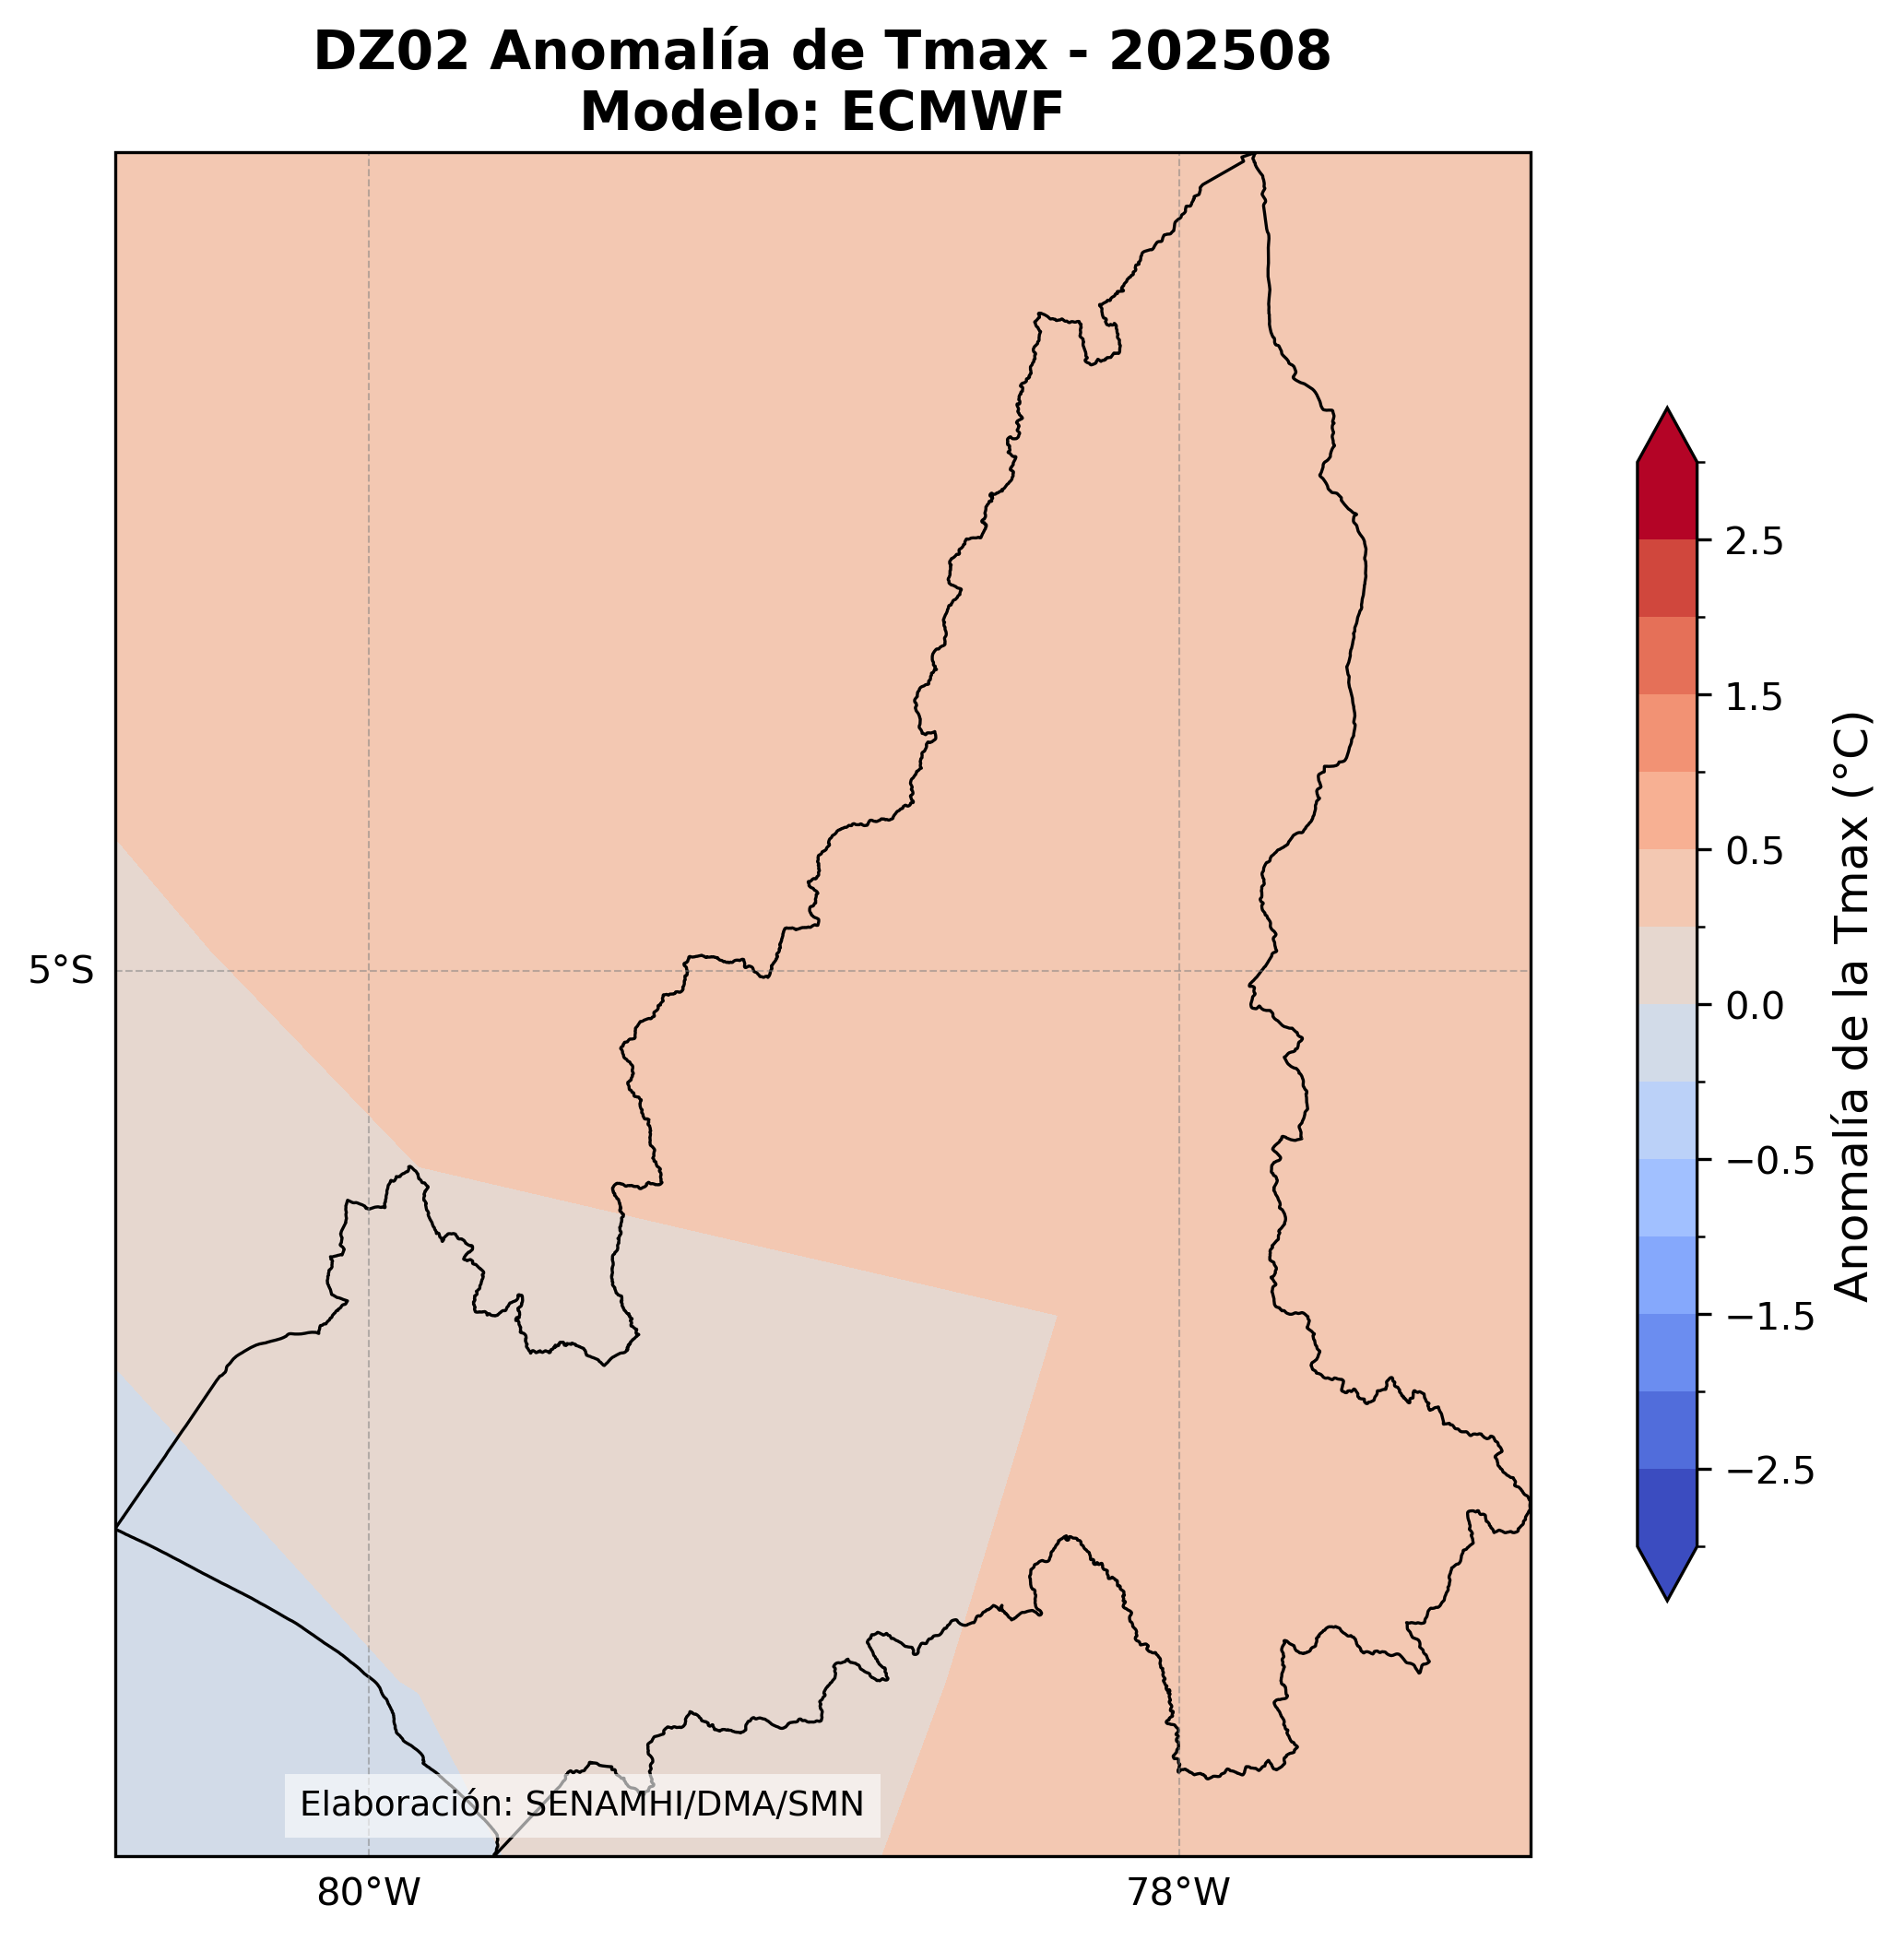 DZ02 Anomalía de Tmax - 202508
Modelo: ECMWF
2.5
1.5
0.5
0.0
−0.5
−1.5
−2.5
Anomalía de la Tmax (°C)
5°S
Elaboración: SENAMHI/DMA/SMN
80°W
78°W